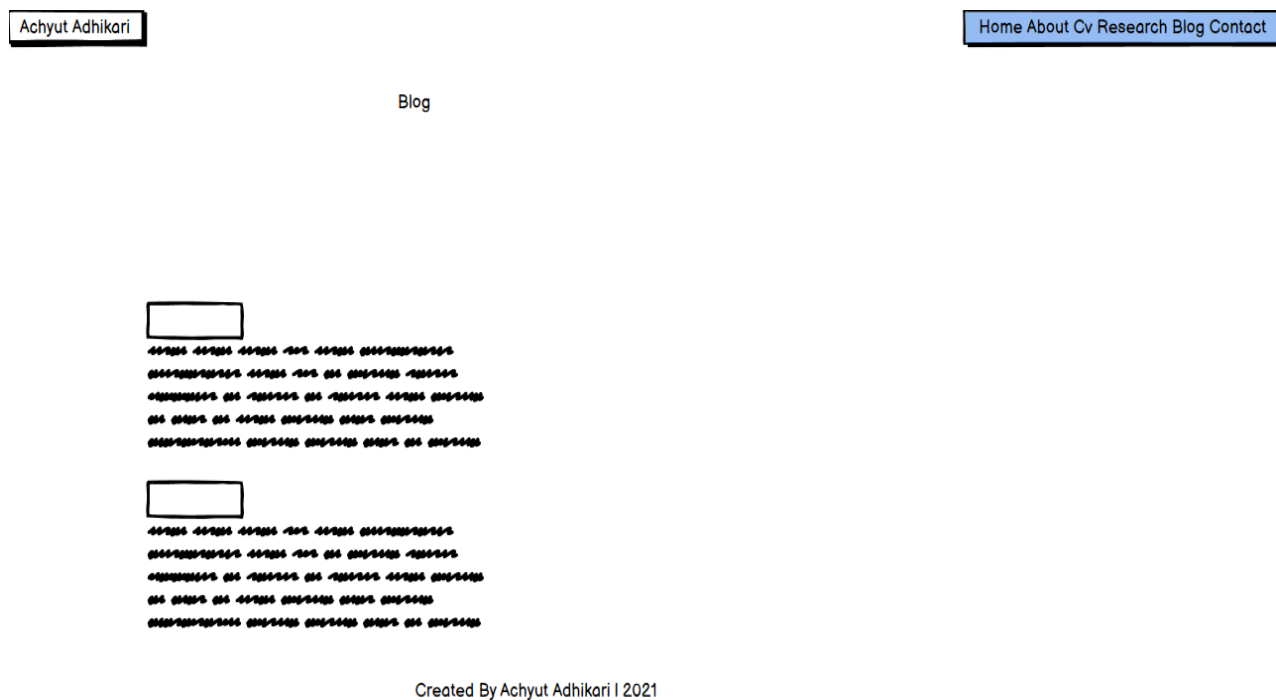 Achyut Adhikari
Home About Cv Research Blog Contact
Blog
Created By Achyut Adhikari | 2021